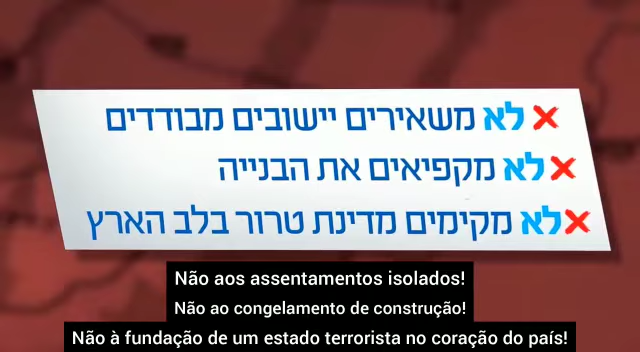 ❌ לא משאירים יישובים מבודדים
❌ לא מקפיאים את הבנייה
❌ לא מקימים מדינת טרור בלב הארץ
Não aos assentamentos isolados!
Não ao congelamento de construção!
Não à fundação de um estado terrorista no coração do país!